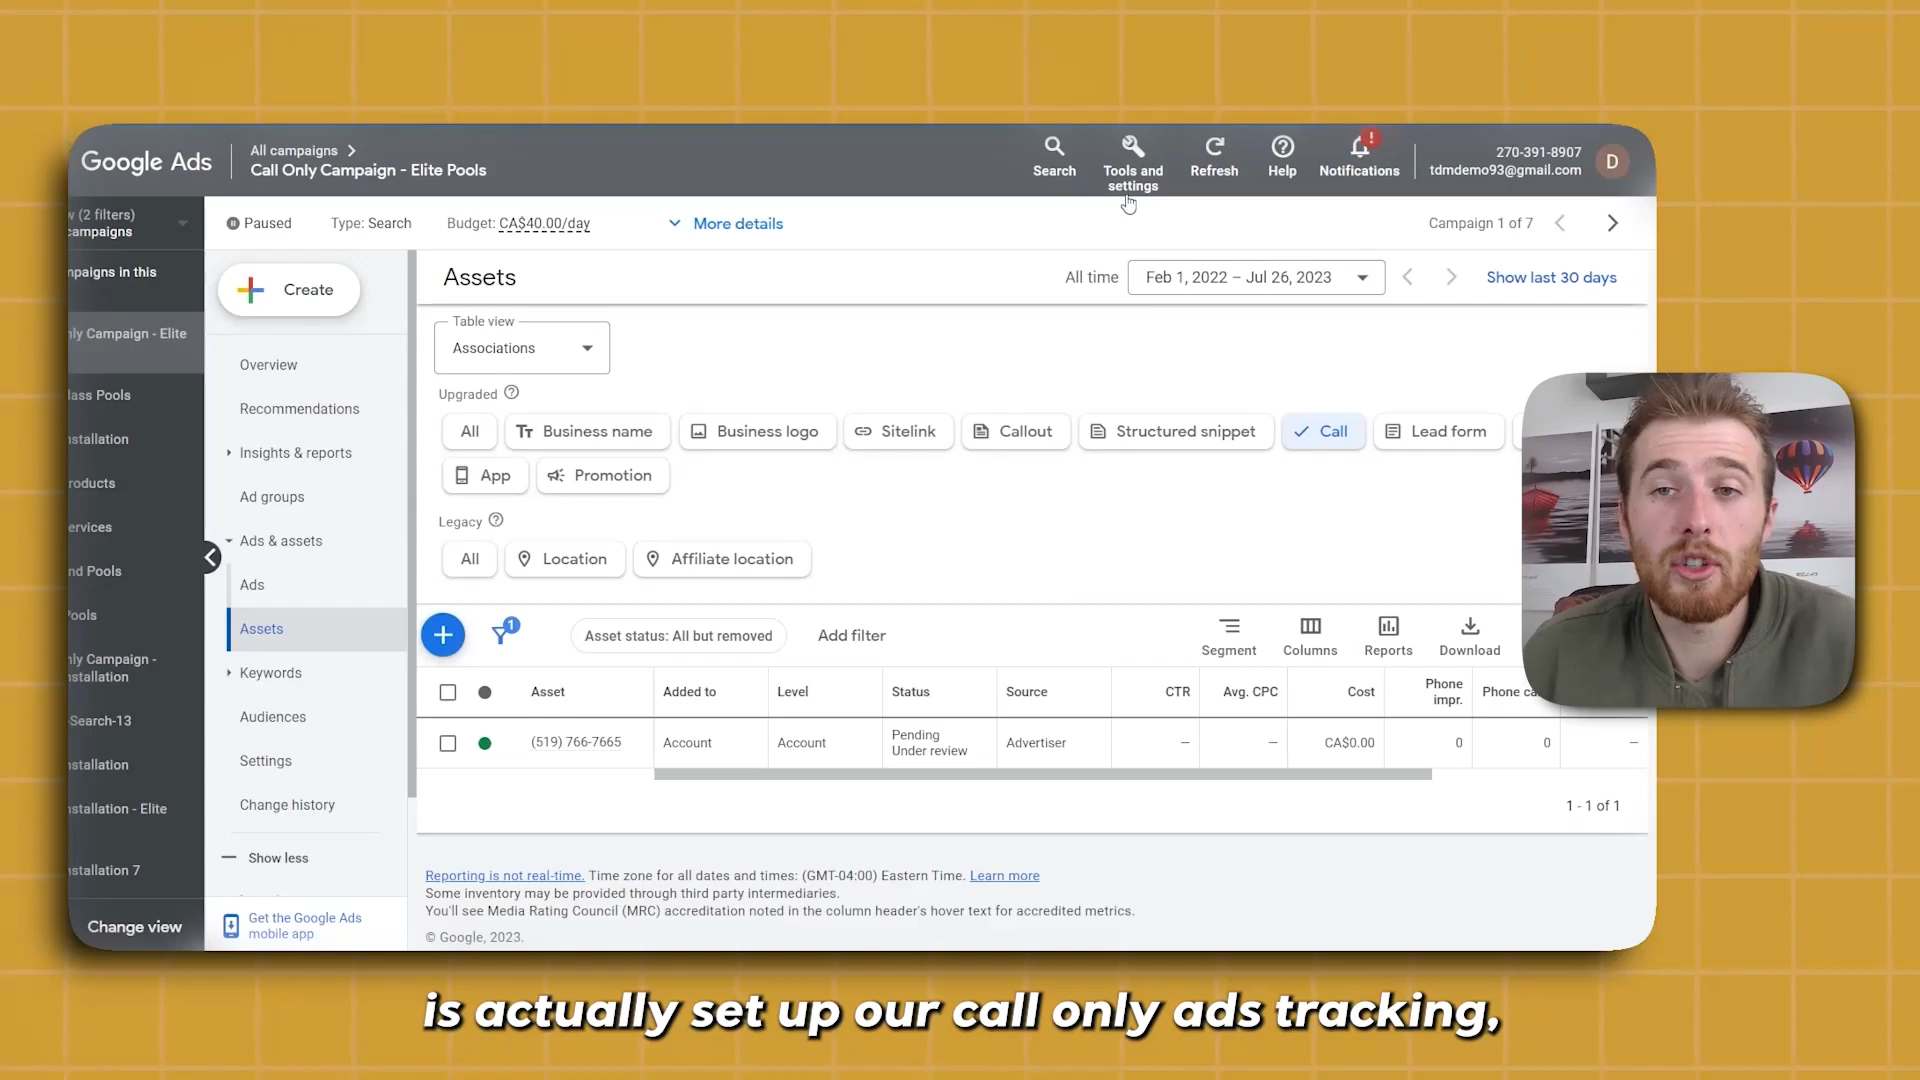 Google Ads
All campaigns
Call Only Campaign - Elite Pools
Search
Tools and
settings
Refresh
Help
Notifications
!
270-391-8907
tdmdemo93@gmail.com
D
w (2 filters)
campaigns
Paused
Type: Search
Budget: CA$40.00/day
More details
Campaign 1 of 7
npaigns in this
nly Campaign - Elite
lass Pools
nstallation
roducts
ervices
nd Pools
Pools
nly Campaign -
nstallation
-Search-13
nstallation
nstallation - Elite
nstallation 7
Change view
Create
Overview
Recommendations
Insights & reports
Ad groups
Ads & assets
Ads
Assets
Keywords
Audiences
Settings
Change history
Show less
Get the Google Ads
mobile app
Assets
All time
Feb 1, 2022 – Jul 26, 2023
Show last 30 days
Table view
Associations
Upgraded
All
Business name
Business logo
Sitelink
Callout
Structured snippet
Call
Lead form
App
Promotion
Legacy
All
Location
Affiliate location
1
Asset status: All but removed
Add filter
Segment
Columns
Reports
Download
Asset
Added to
Level
Status
Source
CTR
Avg. CPC
Cost
Phone
impr.
Phone ca
(519) 766-7665
Account
Account
Pending
Under review
Advertiser
–
–
CA$0.00
0
0
–
1 - 1 of 1
Reporting is not real-time. Time zone for all dates and times: (GMT-04:00) Eastern Time. Learn more
Some inventory may be provided through third party intermediaries.
You'll see Media Rating Council (MRC) accreditation noted in the column header's hover text for accredited metrics.
© Google, 2023.
is actually set up our call only ads tracking,